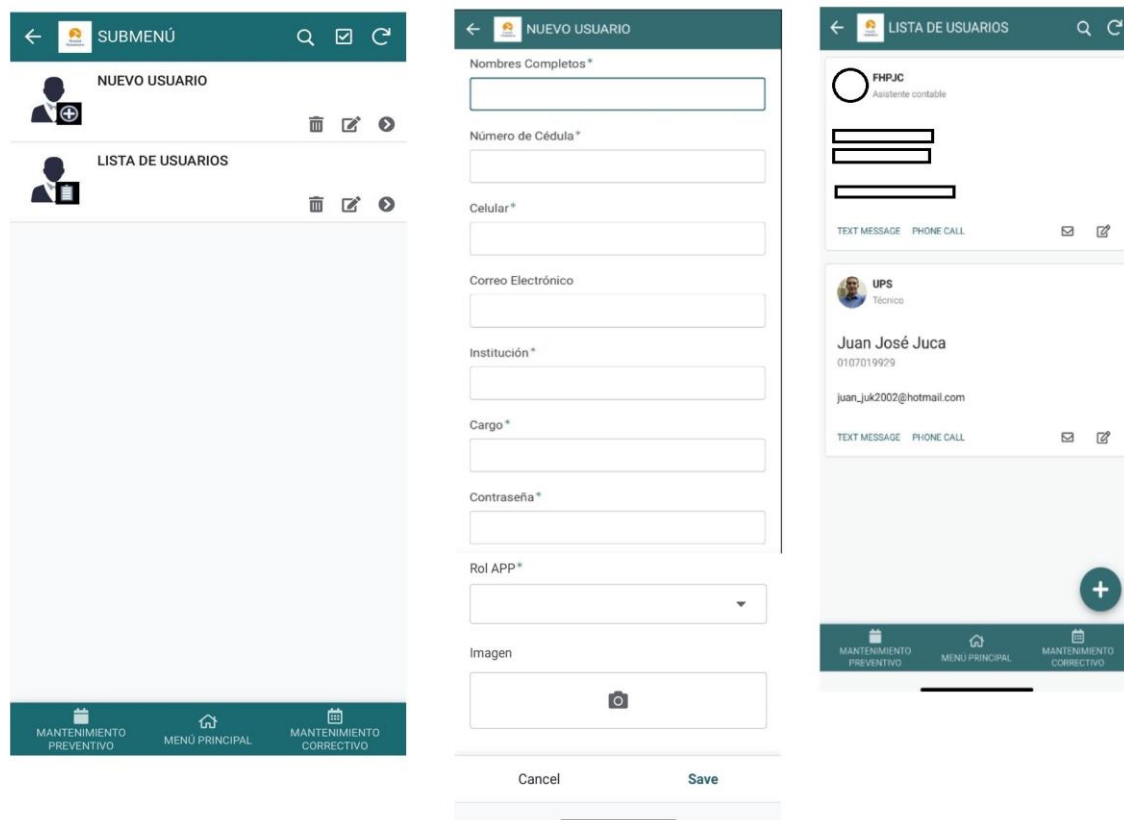 SUBMENÚ
NUEVO USUARIO
LISTA DE USUARIOS
MANTENIMIENTO
PREVENTIVO
MENÚ PRINCIPAL
MANTENIMIENTO
CORRECTIVO
NUEVO USUARIO
Nombres Completos*
Número de Cédula*
Celular*
Correo Electrónico
Institución*
Cargo*
Contraseña*
Rol APP*
Imagen
Cancel
Save
LISTA DE USUARIOS
FHPJC
Asistente contable
TEXT MESSAGE PHONE CALL
UPS
Técnico
Juan José Juca
0107019929
juan_juk2002@hotmail.com
TEXT MESSAGE PHONE CALL
MANTENIMIENTO
PREVENTIVO
MENÚ PRINCIPAL
MANTENIMIENTO
CORRECTIVO